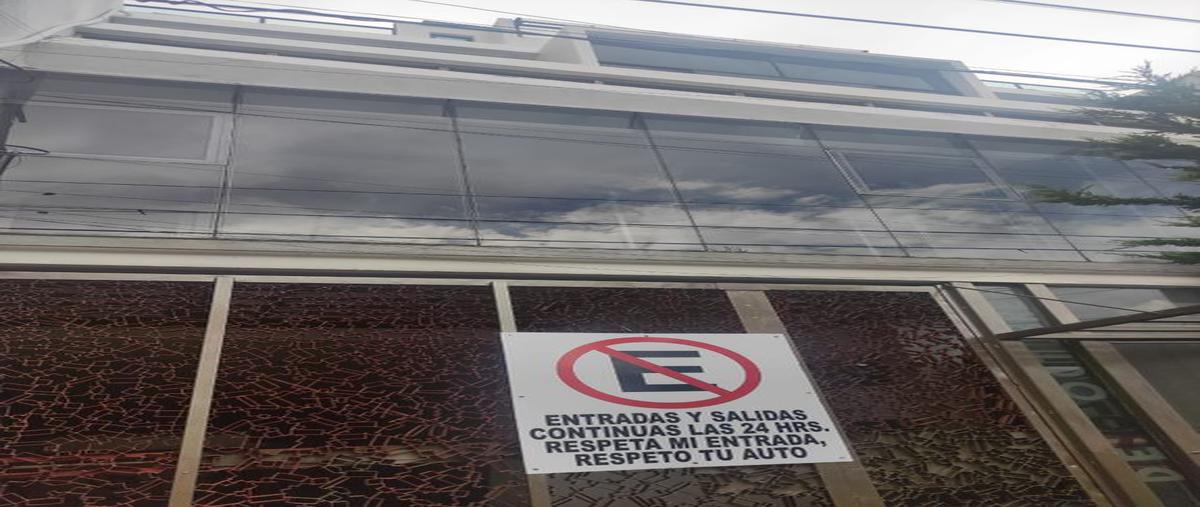 E
ENTRADAS Y SALIDAS
CONTINUAS LAS 24 HRS.
RESPETA MI ENTRADA,
RESPETO TU AUTO